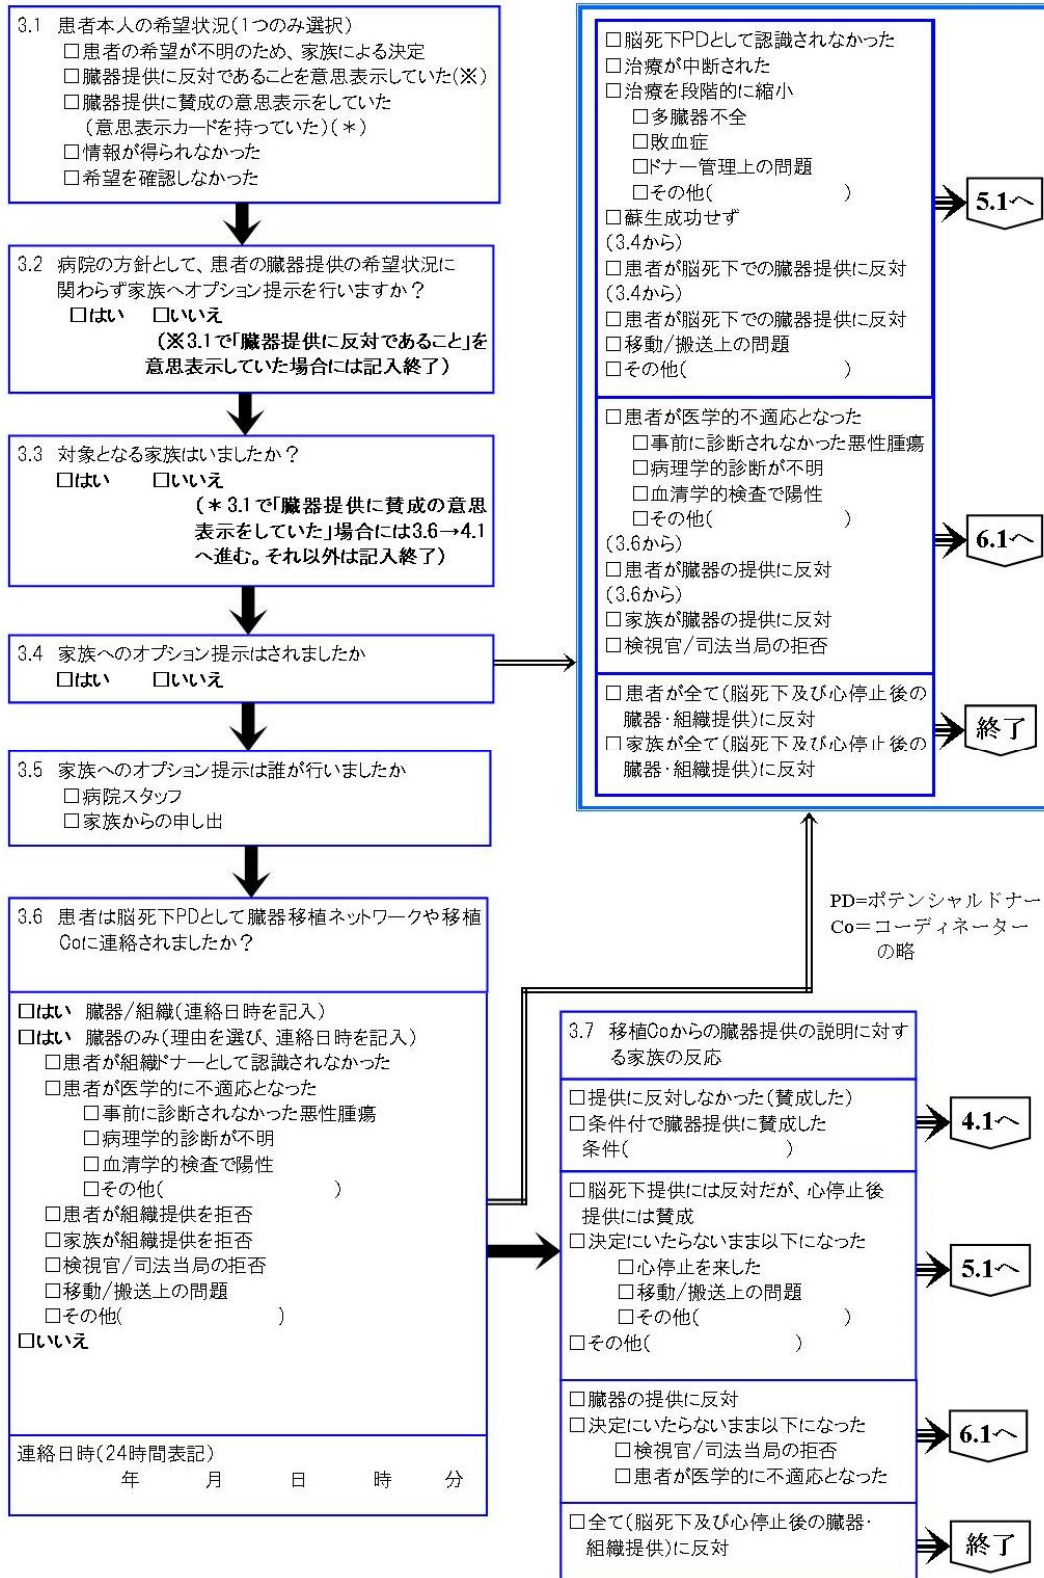 3.1 患者本人の希望状況(1つのみ選択)
□患者の希望が不明のため、家族による決定
□臓器提供に反対であることを意思表示していた(※)
□臓器提供に賛成の意思表示をしていた
(意思表示カードを持っていた)(*)
□情報が得られなかった
□希望を確認しなかった
3.2 病院の方針として、患者の臓器提供の希望状況に
関わらず家族へオプション提示を行いますか？
□はい □いいえ
(※3.1で「臓器提供に反対であること」を
意思表示していた場合には記入終了)
3.3 対象となる家族はいましたか？
□はい □いいえ
(*3.1で「臓器提供に賛成の意思
表示をしていた」場合には3.6→4.1
へ進む。それ以外は記入終了)
3.4 家族へのオプション提示はされましたか
□はい □いいえ
3.5 家族へのオプション提示は誰が行いましたか
□病院スタッフ
□家族からの申し出
3.6 患者は脳死下PDとして臓器移植ネットワークや移植
Coに連絡されましたか？
□はい 臓器/組織(連絡日時を記入)
□はい 臓器のみ(理由を選び、連絡日時を記入)
□患者が組織ドナーとして認識されなかった
□患者が医学的に不適応となった
□事前に診断されなかった悪性腫瘍
□病理学的診断が不明
□血清学的検査で陽性
□その他( )
□患者が組織提供を拒否
□家族が組織提供を拒否
□検視官/司法当局の拒否
□移動/搬送上の問題
□その他( )
□いいえ
連絡日時(24時間表記)
年 月 日 時 分
□脳死下PDとして認識されなかった
□治療が中断された
□治療を段階的に縮小
□多臓器不全
□敗血症
□ドナー管理上の問題
□その他( )
□蘇生成功せず
(3.4から)
□患者が脳死下での臓器提供に反対
(3.4から)
□患者が脳死下での臓器提供に反対
□移動/搬送上の問題
□その他( )
5.1へ
□患者が医学的不適応となった
□事前に診断されなかった悪性腫瘍
□病理学的診断が不明
□血清学的検査で陽性
□その他( )
(3.6から)
□患者が臓器の提供に反対
(3.6から)
□家族が臓器の提供に反対
□検視官/司法当局の拒否
6.1へ
□患者が全て(脳死下及び心停止後の
臓器・組織提供)に反対
□家族が全て(脳死下及び心停止後の
臓器・組織提供)に反対
終了
PD=ポテンシャルドナー
Co=コーディネーター
の略
3.7 移植Coからの臓器提供の説明に対す
る家族の反応
□提供に反対しなかった(賛成した)
□条件付で臓器提供に賛成した
条件( )
4.1へ
□脳死下提供には反対だが、心停止後
提供には賛成
□決定にいたらないまま以下になった
□心停止を来した
□移動/搬送上の問題
□その他( )
□その他( )
5.1へ
□臓器の提供に反対
□決定にいたらないまま以下になった
□検視官/司法当局の拒否
□患者が医学的に不適応となった
6.1へ
□全て(脳死下及び心停止後の臓器・
組織提供)に反対
終了